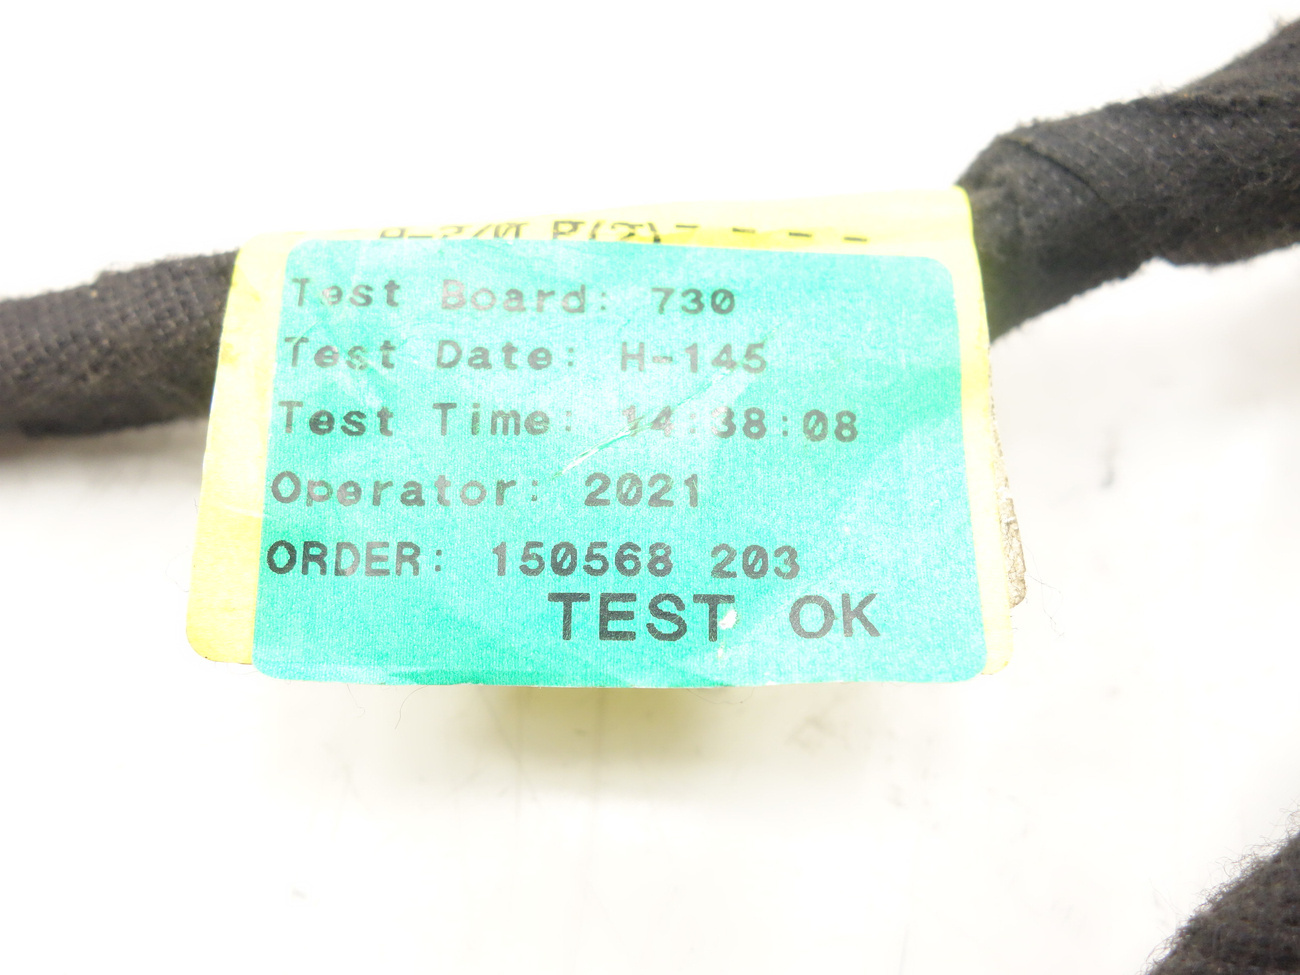 Test Board: 730
Test Date: H-145
Test Time: 14:38:08
Operator: 2021
ORDER: 150568 203
TEST OK